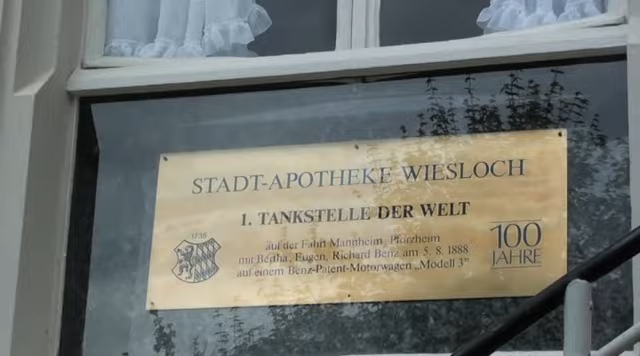 STADT-APOTHEKE WIESLOCH
1. TANKSTELLE DER WELT
1735
auf der Fahrt Mannheim, Pforzheim
mit Bertha, Eugen, Richard Benz am 5. 8. 1888
auf einem Benz-Patent-Motorwagen „Modell 3"
100
JAHRE